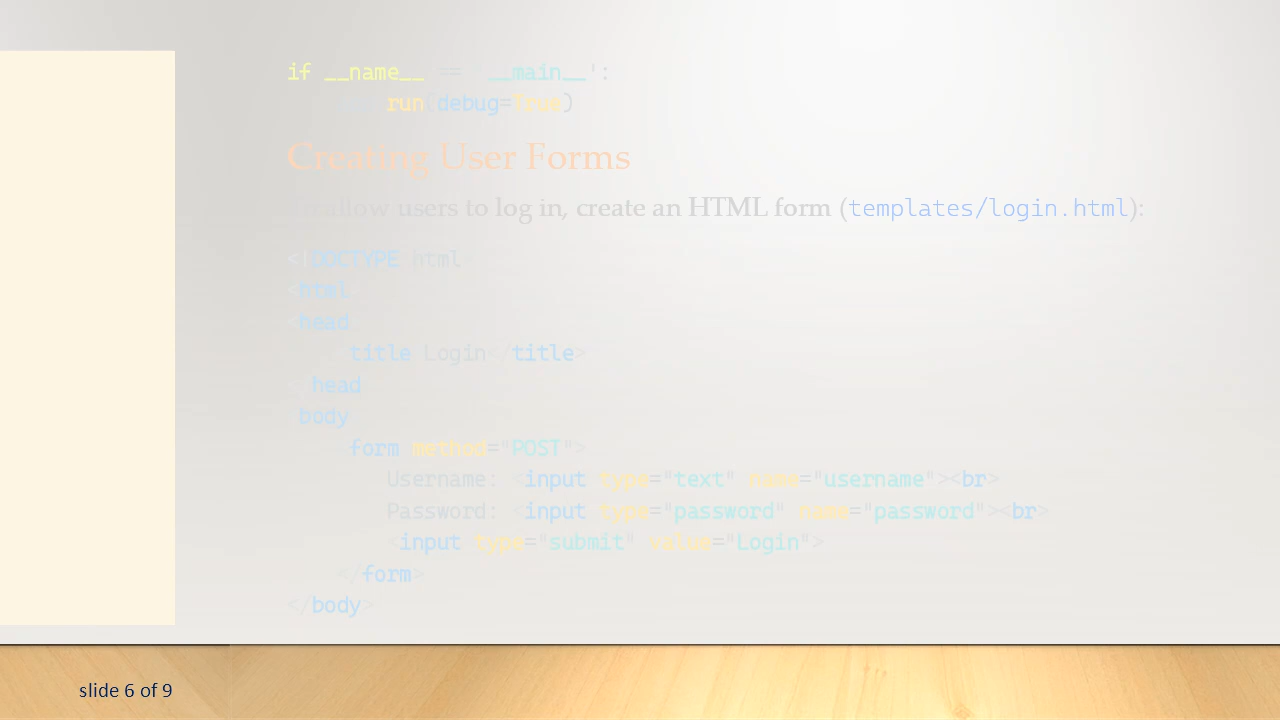 if __name__ == '__main__':
run(debug=True)
Creating User Forms
To allow users to log in, create an HTML form (templates/login.html):
<!DOCTYPE html
<html
<head
<title>Login</title>
</head
<body
<form method="POST">
Username: <input type="text" name="username"><br>
Password: <input type="password" name="password"><br>
<input type="submit" value="Login">
</form>
</body>
slide 6 of 9